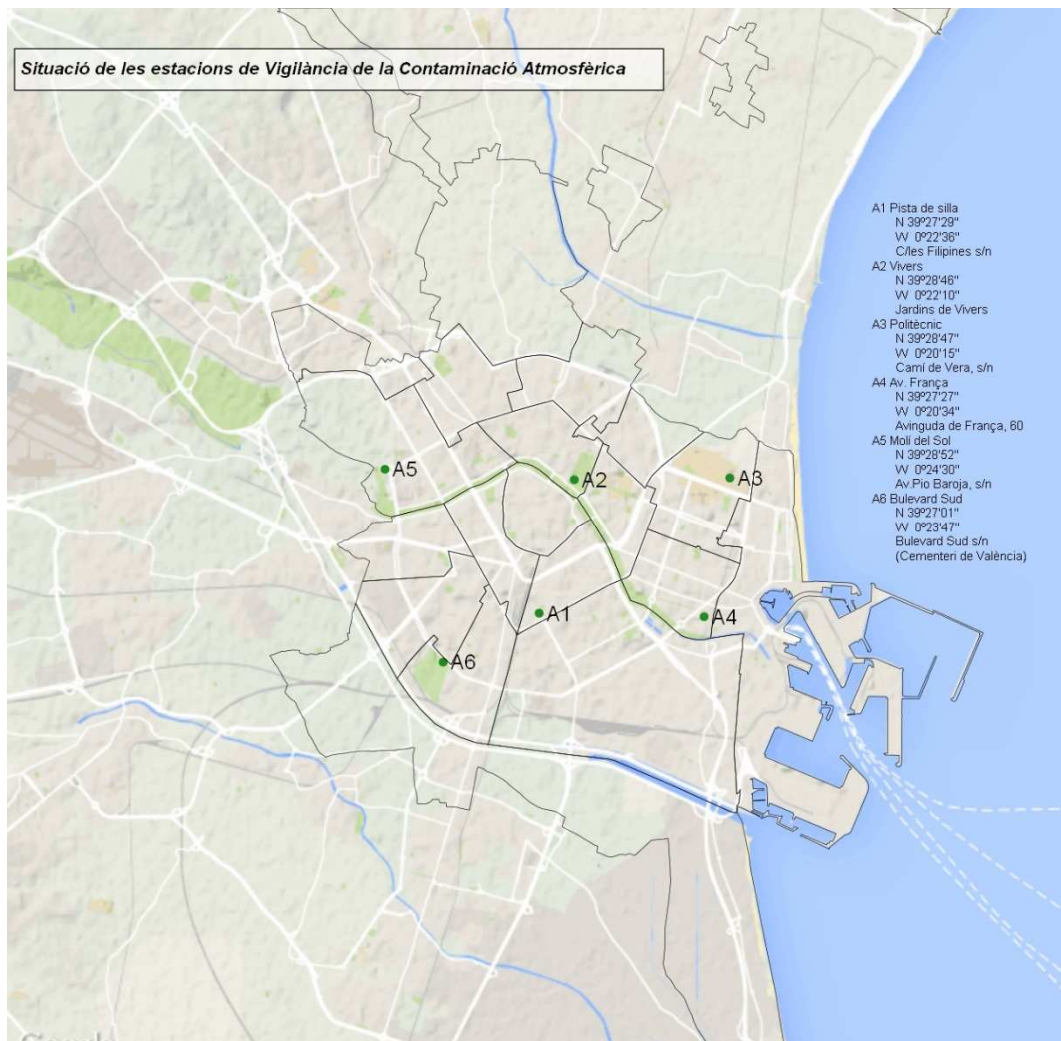 Situació de les estacions de Vigilància de la Contaminació Atmosfèrica
A1 Pista de silla
N 39º27'29"
W 0º22'36"
C/les Filipines s/n
A2 Vivers
N 39º28'46"
W 0º22'10"
Jardins de Vivers
A3 Politècnic
N 39º28'47"
W 0º20'15"
Camí de Vera, s/n
A4 Av. França
N 39º27'27"
W 0º20'34"
Avinguda de França, 60
A5 Molí del Sol
N 39º28'52"
W 0º24'30"
Av.Pio Baroja, s/n
A6 Bulevard Sud
N 39º27'01"
W 0º23'47"
Bulevard Sud s/n
(Cementeri de València)
A5
A2
A3
A1
A4
A6